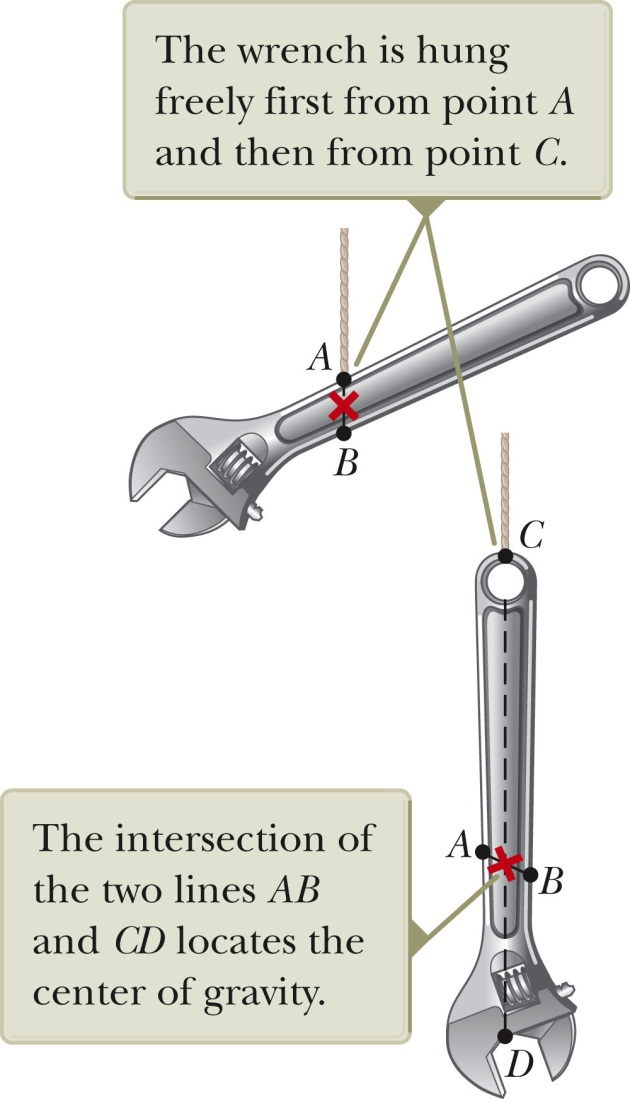 The wrench is hung
freely first from point A
and then from point C.
A
B
C
A
B
The intersection of
the two lines AB
and CD locates the
center of gravity.
D